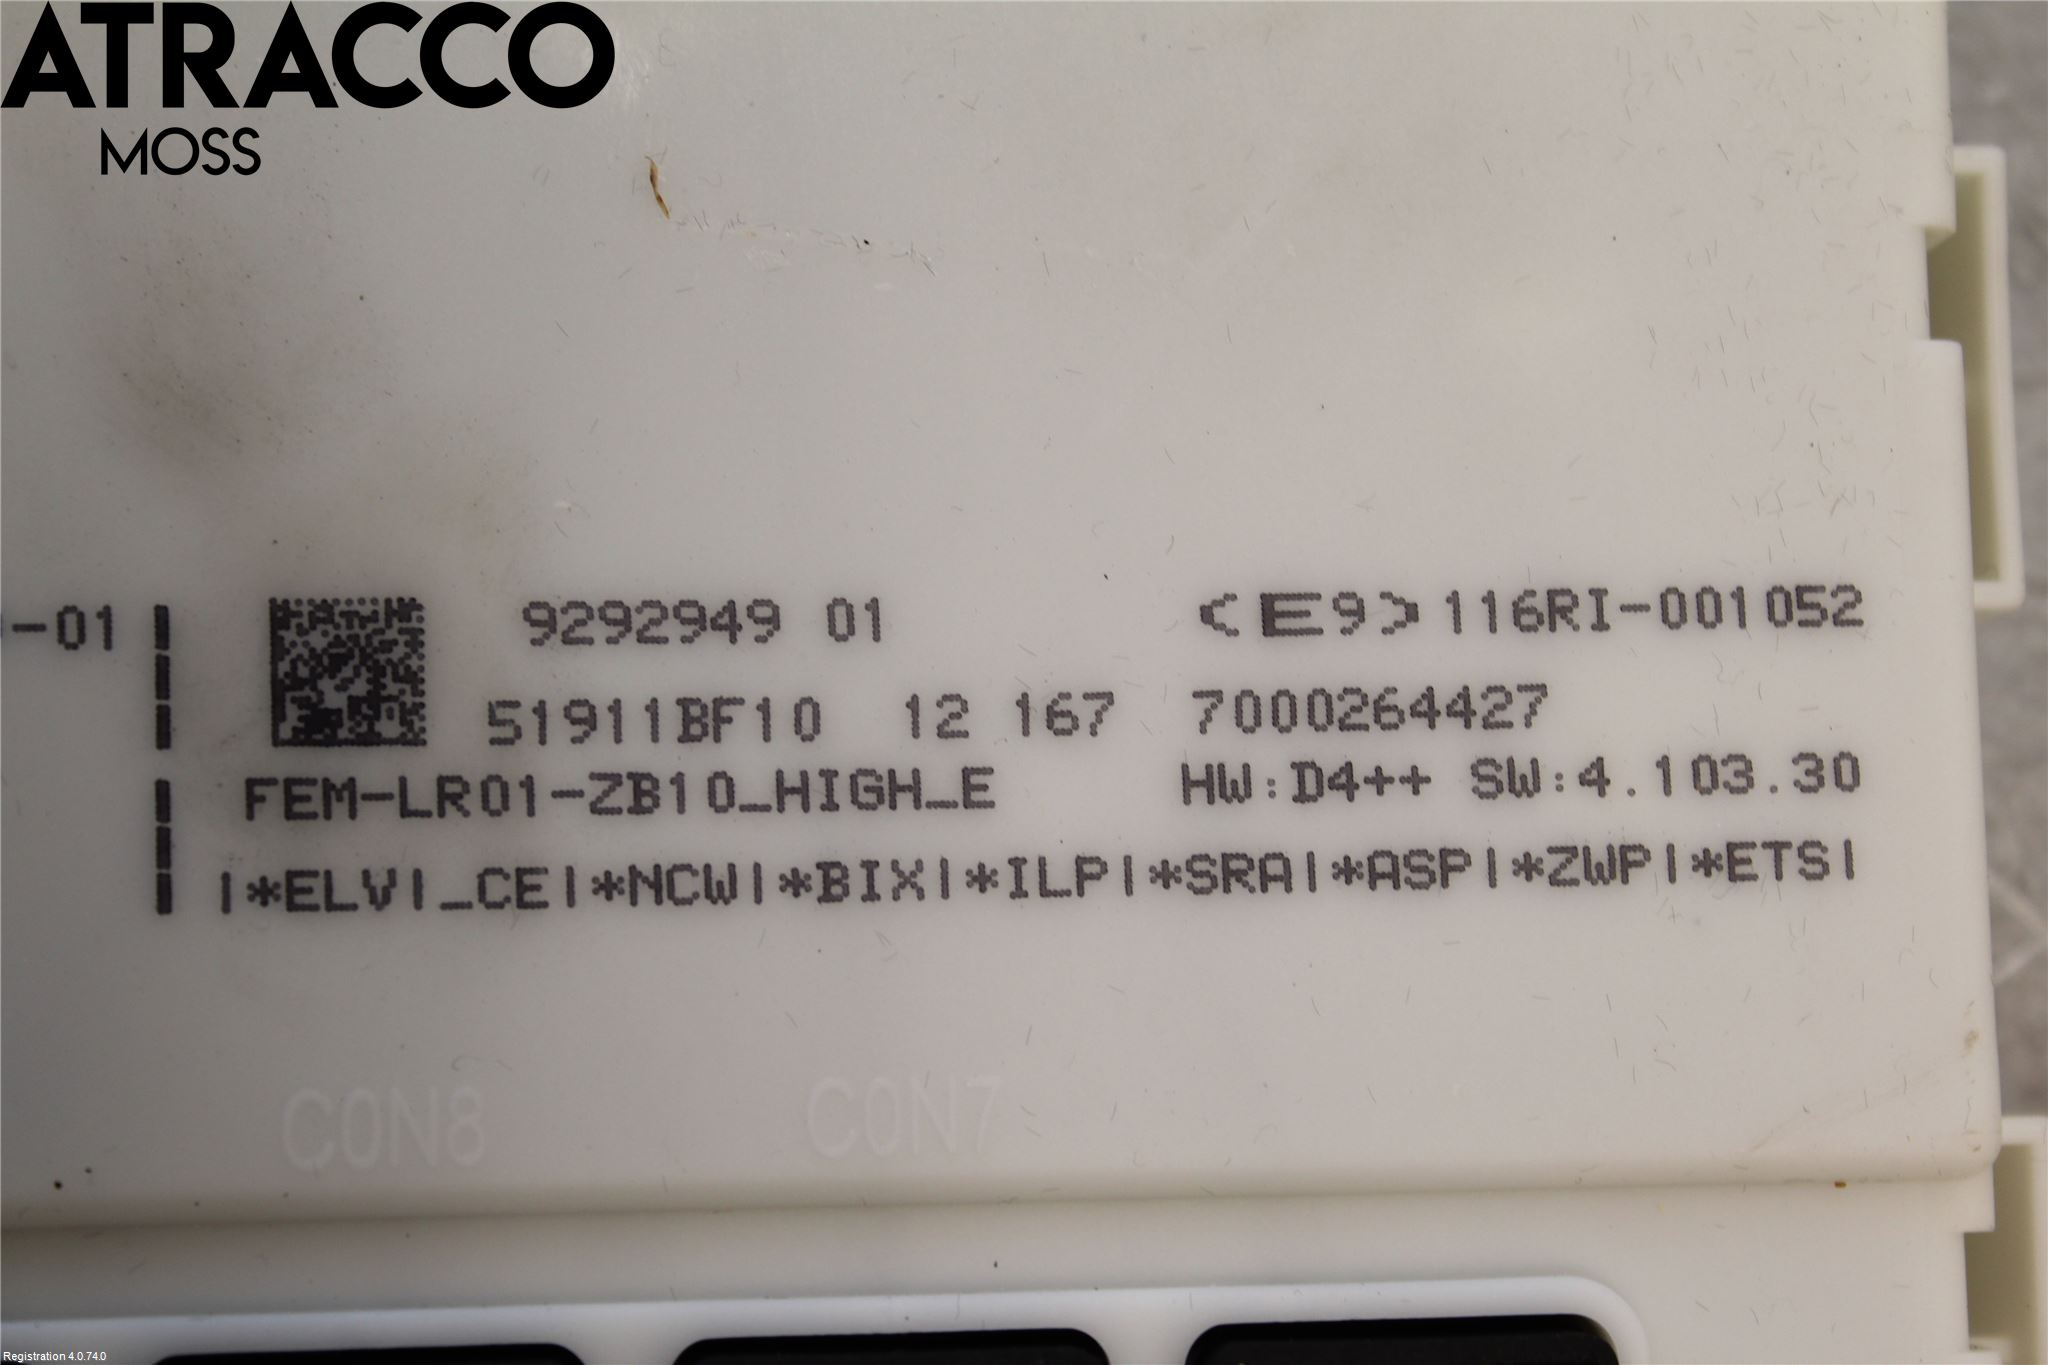 ATRACCO
MOSS
-01
9292949 01
<E9>116RI-001052
51911BF10 12 167 7000264427
FEM-LR01-ZB10_HIGH_E
HW:D4++ SW:4.103.30
|*ELV|_CE|*NCW|*BIX|*ILP|*SRA|*ASP|*ZWP|*ETS|
CON8
CON7
Registration 4.0.74.0